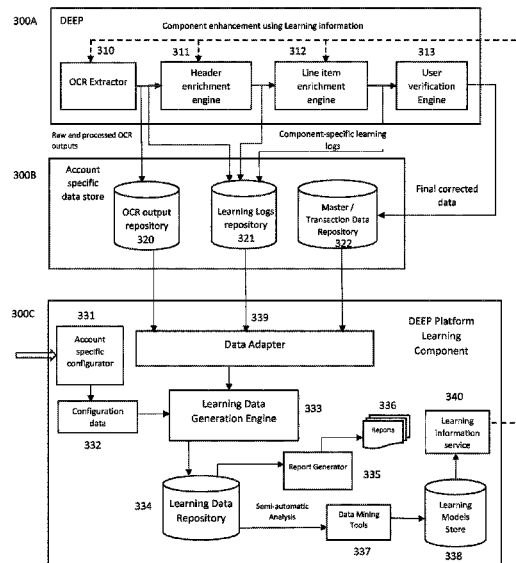 300A
DEEP
Component enhancement using Learning information
310
311
312
313
OCR Extractor
Header
enrichment
engine
Line item
enrichment
engine
User
verification
Engine
Raw and processed OCR
outputs
Component-specific learning
logs
300B
Account
specific
data store
OCR output
repository
320
Learning Logs
repository
321
Master /
Transaction Data
Repository
322
Final corrected
data
300C
331
Account
specific
configurator
339
Data Adapter
DEEP Platform
Learning
Component
Configuration
data
332
Learning Data
Generation Engine
333
336
Reports
340
Learning
information
service
Report Generator
335
334
Learning Data
Repository
Semi-automatic
Analysis
Data Mining
Tools
337
Learning
Models
Store
338